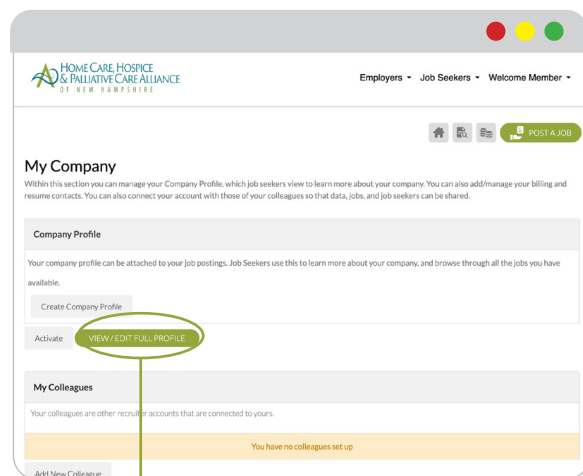 HOME CARE, HOSPICE
& PALLIATIVE CARE ALLIANCE
OF NEW HAMPSHIRE
Employers Job Seekers Welcome Member
POST A JOB
My Company
Within this section you can manage your Company Profile, which job seekers view to learn more about your company. You can also add/manage your billing and
resume contacts. You can also connect your account with those of your colleagues so that data, jobs, and job seekers can be shared.
Company Profile
Your company profile can be attached to your job postings. Job Seekers use this to learn more about your company, and browse through all the jobs you have
available.
Create Company Profile
Activate VIEW / EDIT FULL PROFILE
My Colleagues
Your colleagues are other recruiter accounts that are connected to yours.
You have no colleagues set up
Add New Colleague